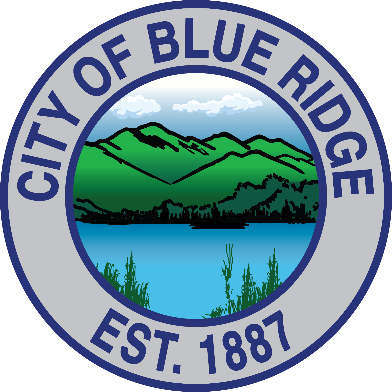 CITY OF BLUE RIDGE
EST. 1887